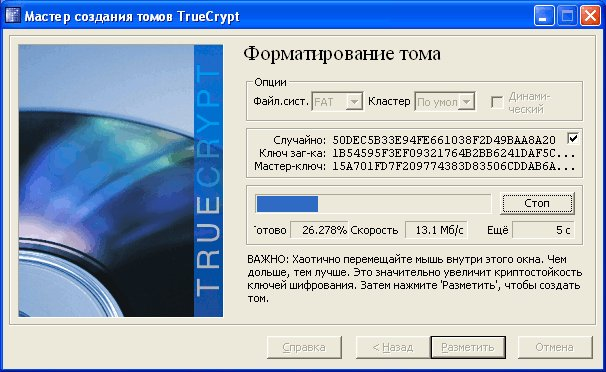 Мастер создания томов TrueCrypt
Форматирование тома
TRUECRYPT
Опции
Файл.сист. FAT Кластер По умол Динами-
ческий
Случайно: 50DEC5B33E94FE661038F2D49BAA8A20
Ключ заг-ка: 1B54595F3EF09321764B2BB6241DAF5C...
Мастер-ключ: 15A701FD7F209774383D83506CDDAB6A...
Стоп
Готово 26.278% Скорость 13.1 Мб/с Ещё 5 с
ВАЖНО: Хаотично перемещайте мышь внутри этого окна. Чем
дольше, тем лучше. Это значительно увеличит криптостойкость
ключей шифрования. Затем нажмите 'Разметить', чтобы создать
том.
Справка < Назад Разметить Отмена